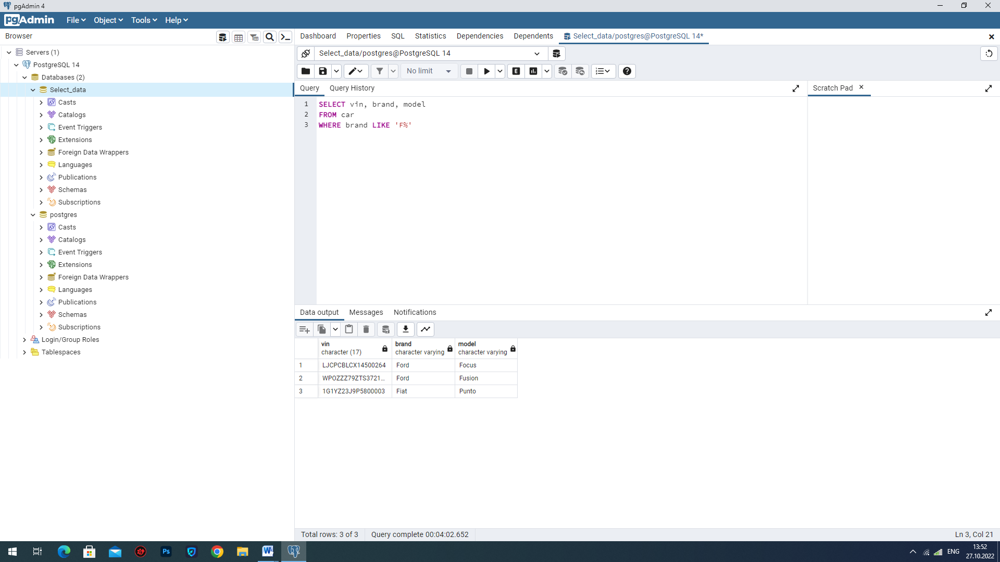 pgAdmin 4
pgAdmin File Object Tools Help
Browser
Servers (1)
PostgreSQL 14
Databases (2)
Select_data
Casts
Catalogs
Event Triggers
Extensions
Foreign Data Wrappers
Languages
Publications
Schemas
Subscriptions
postgres
Casts
Catalogs
Event Triggers
Extensions
Foreign Data Wrappers
Languages
Publications
Schemas
Subscriptions
Login/Group Roles
Tablespaces
Dashboard Properties SQL Statistics Dependencies Dependents Select_data/postgres@PostgreSQL 14*
Select_data/postgres@PostgreSQL 14
No limit E
Query Query History
Scratch Pad
1 SELECT vin, brand, model
2 FROM car
3 WHERE brand LIKE 'F%'
Data output Messages Notifications
vin brand model
character (17) character varying character varying
1 LJCPCBLCX14500264 Ford Focus
2 WPOZZZ79ZTS3721... Ford Fusion
3 1G1YZ23J9P5800003 Fiat Punto
Total rows: 3 of 3 Query complete 00:04:02.652 Ln 3, Col 21
Ps W ENG 13:52
27.10.2022